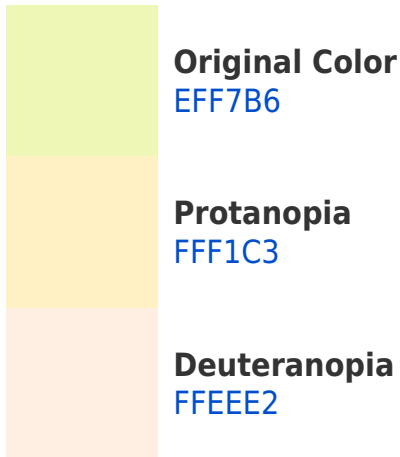 Original Color
EFF7B6
Protanopia
FFF1C3
Deuteranopia
FFEEE2